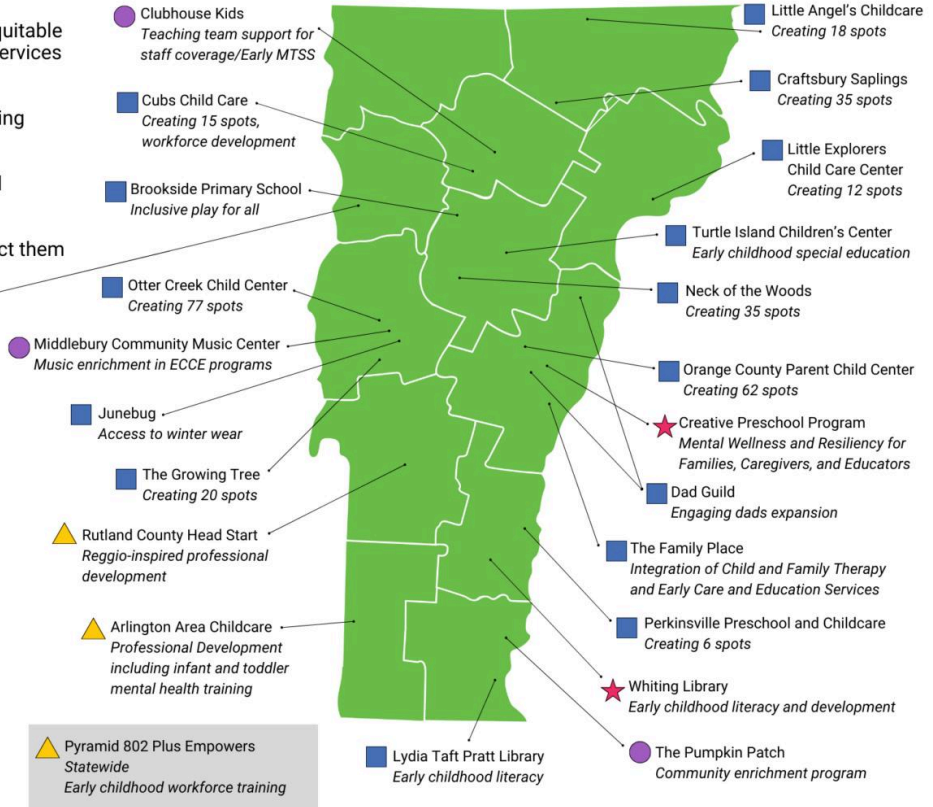 quitable
ervices
ing
ct them
Clubhouse Kids
Teaching team support for
staff coverage/Early MTSS
Cubs Child Care
Creating 15 spots,
workforce development
Brookside Primary School
Inclusive play for all
Otter Creek Child Center
Creating 77 spots
Middlebury Community Music Center
Music enrichment in ECCE programs
Junebug
Access to winter wear
The Growing Tree
Creating 20 spots
Rutland County Head Start
Reggio-inspired professional
development
Arlington Area Childcare
Professional Development
including infant and toddler
mental health training
Pyramid 802 Plus Empowers
Statewide
Early childhood workforce training
Little Angel's Childcare
Creating 18 spots
Craftsbury Saplings
Creating 35 spots
Little Explorers
Child Care Center
Creating 12 spots
Turtle Island Children's Center
Early childhood special education
Neck of the Woods
Creating 35 spots
Orange County Parent Child Center
Creating 62 spots
Creative Preschool Program
Mental Wellness and Resiliency for
Families, Caregivers, and Educators
Dad Guild
Engaging dads expansion
The Family Place
Integration of Child and Family Therapy
and Early Care and Education Services
Perkinsville Preschool and Childcare
Creating 6 spots
Whiting Library
Early childhood literacy and development
The Pumpkin Patch
Community enrichment program
Lydia Taft Pratt Library
Early childhood literacy